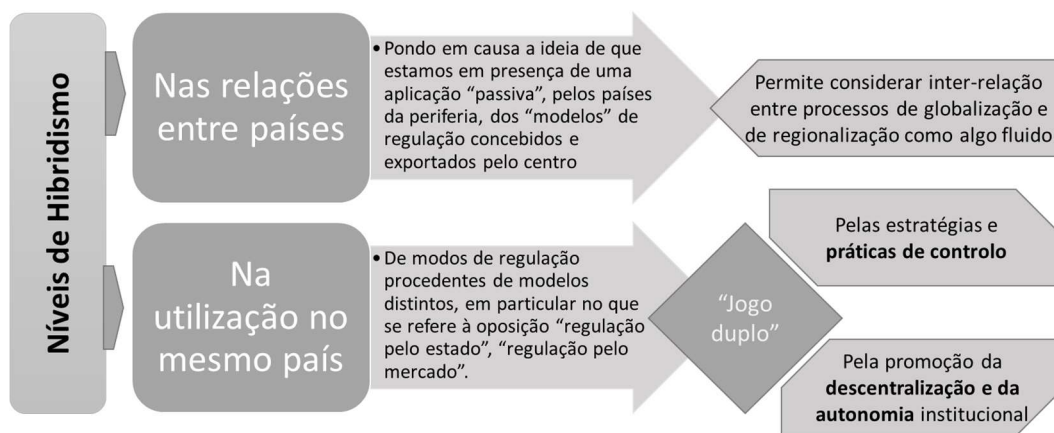 Níveis de Hibridismo
Nas relações
entre países
• Pondo em causa a ideia de que
estamos em presença de uma
aplicação “passiva”, pelos países
da periferia, dos “modelos” de
regulação concebidos e
exportados pelo centro
Permite considerar inter-relação
entre processos de globalização e
de regionalização como algo fluido
Na
utilização no
mesmo país
• De modos de regulação
procedentes de modelos
distintos, em particular no que
se refere à oposição “regulação
pelo estado”, “regulação pelo
mercado”.
“Jogo
duplo”
Pelas estratégias e
práticas de controlo
Pela promoção da
descentralização e da
autonomia institucional